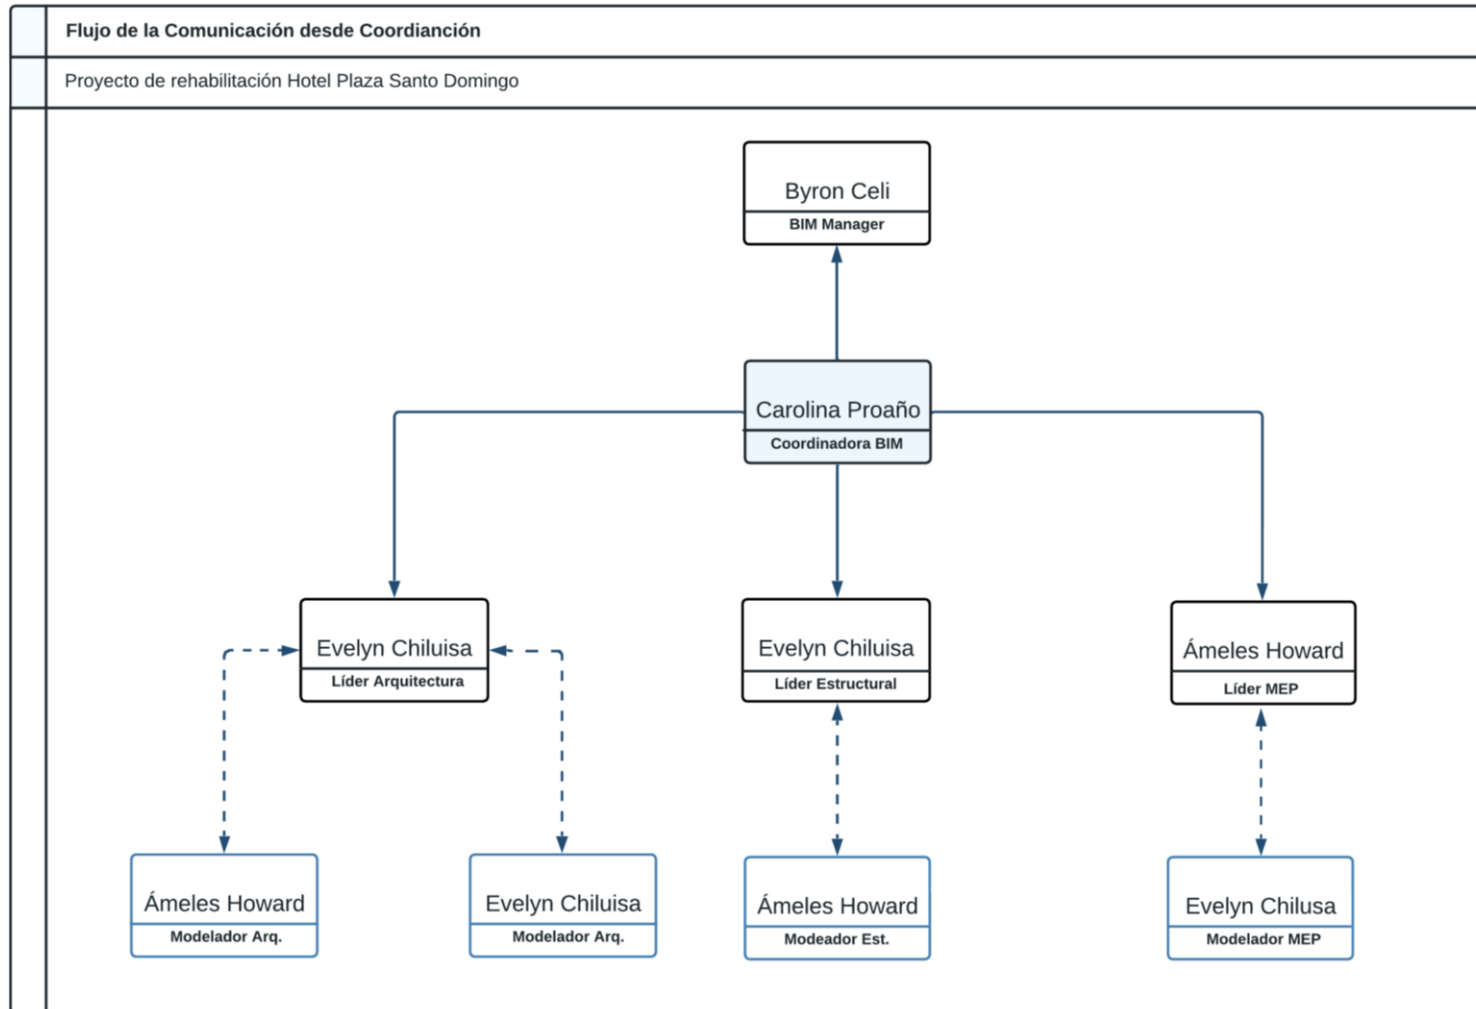 Flujo de la Comunicación desde Coordianción
Proyecto de rehabilitación Hotel Plaza Santo Domingo
Byron Celi
BIM Manager
Carolina Proaño
Coordinadora BIM
Evelyn Chiluisa
Líder Arquitectura
Evelyn Chiluisa
Líder Estructural
Ámeles Howard
Líder MEP
Ámeles Howard
Modelador Arq.
Evelyn Chiluisa
Modelador Arq.
Ámeles Howard
Modeador Est.
Evelyn Chilusa
Modelador MEP